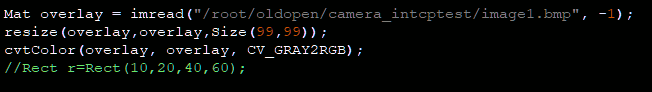 Mat overlay = imread("/root/oldopen/camera_intcptest/image1.bmp", -1);
resize(overlay,overlay,Size(99,99));
cvtColor(overlay, overlay, CV_GRAY2RGB);
//Rect r=Rect(10,20,40,60);